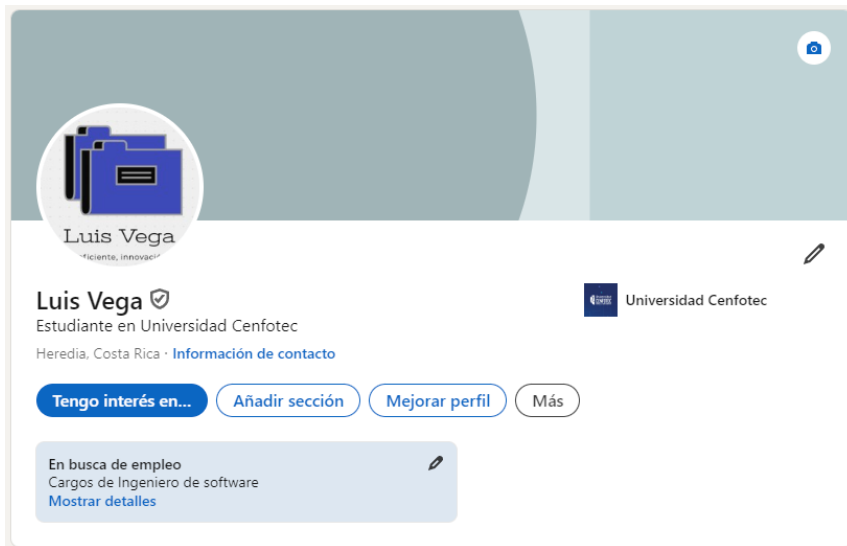 Luis Vega
Luis Vega
Estudiante en Universidad Cenfotec
Heredia, Costa Rica · Información de contacto
Universidad Cenfotec
Tengo interés en...
Añadir sección
Mejorar perfil
Más
En busca de empleo
Cargos de Ingeniero de software
Mostrar detalles